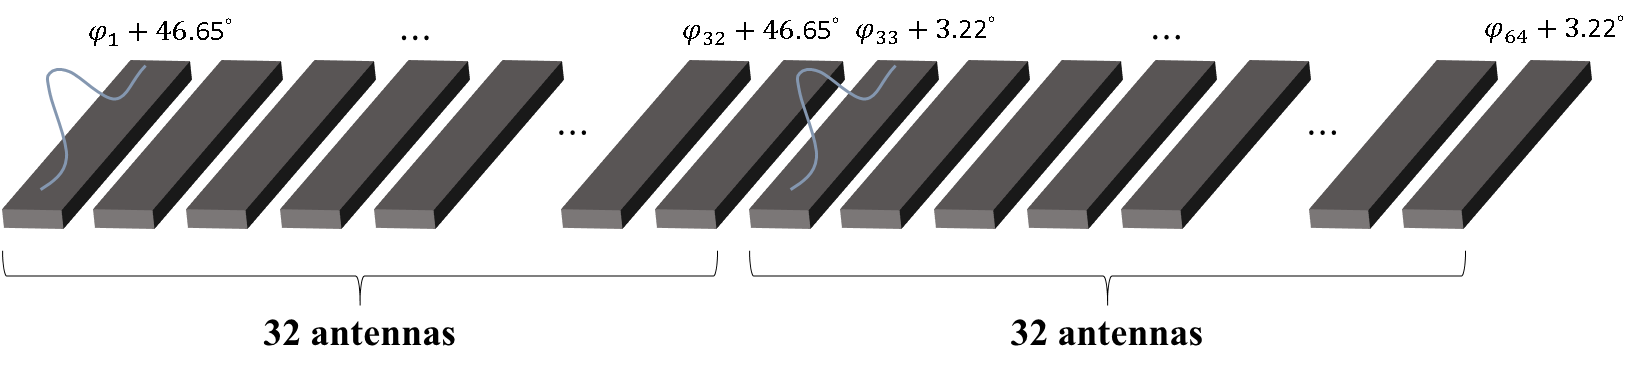 φ₁ + 46.65° ... φ₃₂ + 46.65° φ₃₃ + 3.22° ... φ₆₄ + 3.22°
... ...
32 antennas 32 antennas